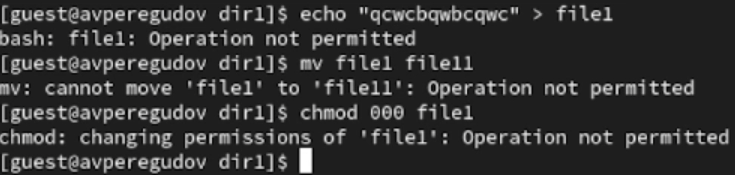 [guest@avperegudov dir1]$ echo "qcwcbqwbcqwc" > file1
bash: file1: Operation not permitted
[guest@avperegudov dir1]$ mv file1 file11
mv: cannot move 'file1' to 'file11': Operation not permitted
[guest@avperegudov dir1]$ chmod 000 file1
chmod: changing permissions of 'file1': Operation not permitted
[guest@avperegudov dir1]$